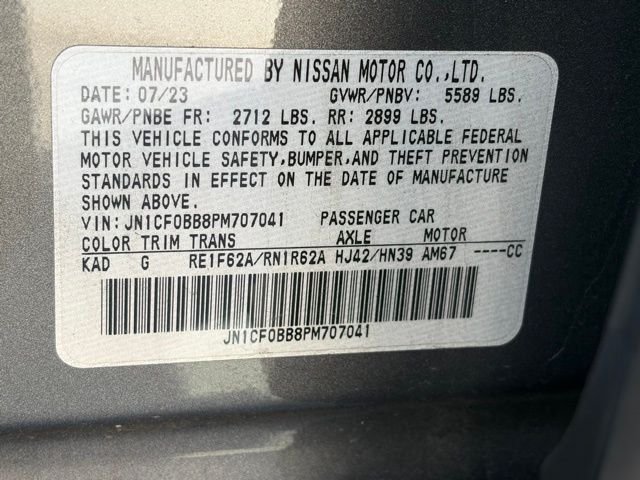 MANUFACTURED BY NISSAN MOTOR CO.,LTD.
DATE: 07/23 GVWR/PNBV: 5589 LBS.
GAWR/PNBE FR: 2712 LBS. RR: 2899 LBS.
THIS VEHICLE CONFORMS TO ALL APPLICABLE FEDERAL
MOTOR VEHICLE SAFETY,BUMPER,AND THEFT PREVENTION
STANDARDS IN EFFECT ON THE DATE OF MANUFACTURE
SHOWN ABOVE.
VIN: JN1CF0BB8PM707041 PASSENGER CAR
COLOR TRIM TRANS AXLE MOTOR
KAD G RE1F62A/RN1R62A HJ42/HN39 AM67 ----CC
JN1CF0BB8PM707041